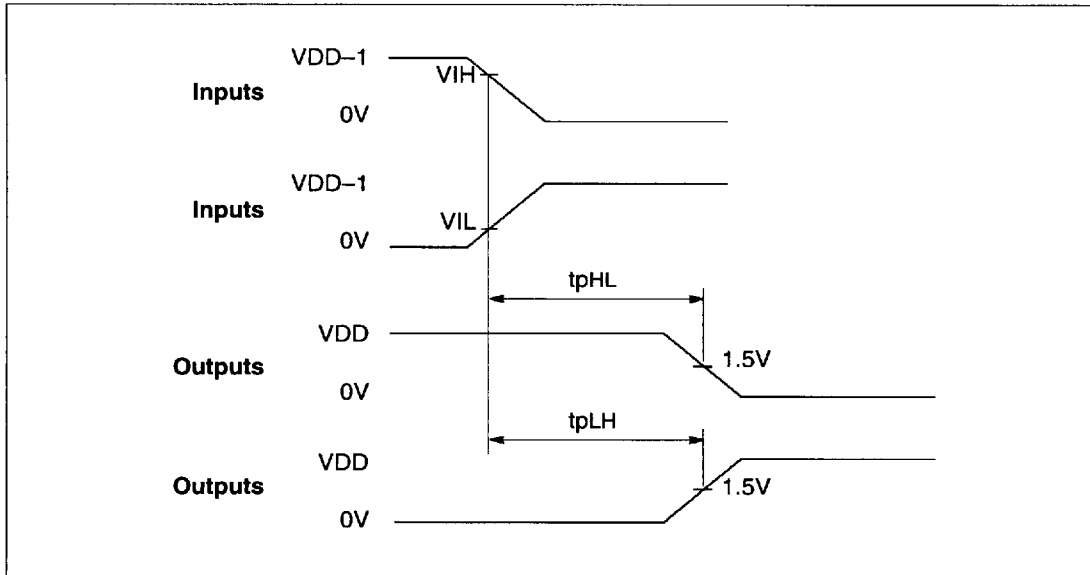 VDD–1
VIH
Inputs
0V
VDD–1
Inputs
VIL
0V
tpHL
VDD
Outputs
1.5V
0V
tpLH
VDD
Outputs
1.5V
0V